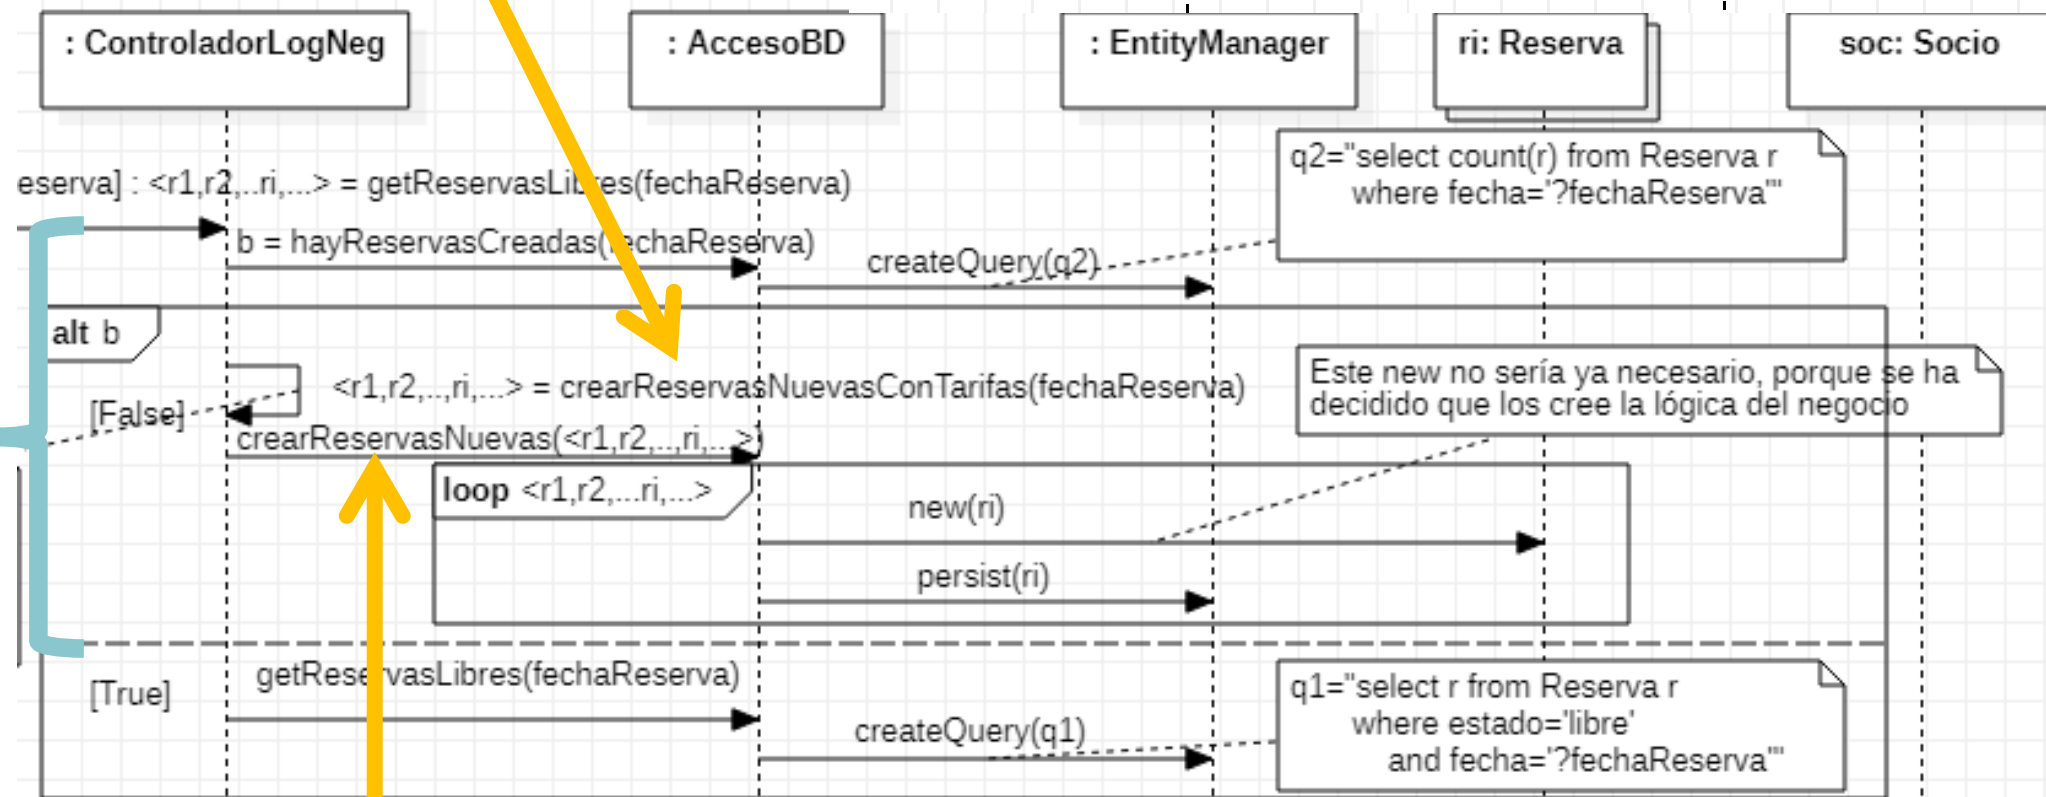 : ControladorLogNeg
: AccesoBD
: EntityManager
ri: Reserva
soc: Socio
q2="select count(r) from Reserva r
where fecha='?fechaReserva'"
eserva] : <r1,r2,..ri,...> = getReservasLibres(fechaReserva)
b = hayReservasCreadas(fechaReserva)
createQuery(q2)
alt b
<r1,r2,..,ri,...> = crearReservasNuevasConTarifas(fechaReserva)
Este new no sería ya necesario, porque se ha
decidido que los cree la lógica del negocio
[False]
crearReservasNuevas(<r1,r2,..,ri,...>)
loop <r1,r2,...ri,...>
new(ri)
persist(ri)
getReservasLibres(fechaReserva)
[True]
createQuery(q1)
q1="select r from Reserva r
where estado='libre'
and fecha='?fechaReserva'"